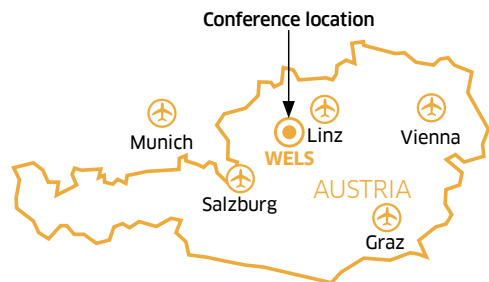 Conference location
Munich
Linz
Vienna
WELS
Salzburg
AUSTRIA
Graz